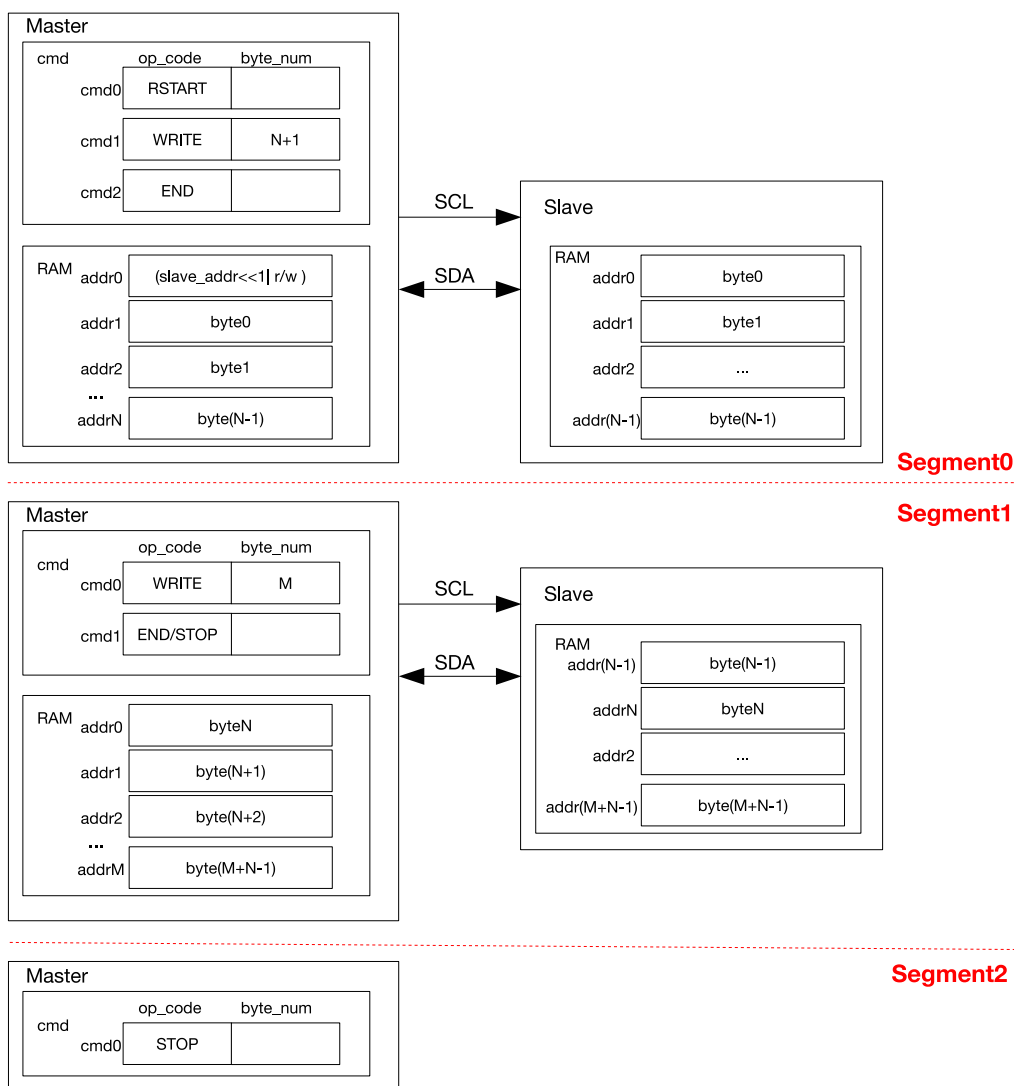 Master
cmd op_code byte_num
cmd0 RSTART
cmd1 WRITE N+1
cmd2 END
RAM
addr0 (slave_addr<<1| r/w )
addr1 byte0
addr2 byte1
...
addrN byte(N-1)
SCL
SDA
Slave
RAM
addr0 byte0
addr1 byte1
addr2 ...
addr(N-1) byte(N-1)
Segment0
Segment1
Master
op_code byte_num
cmd
cmd0 WRITE M
cmd1 END/STOP
RAM
addr0 byteN
addr1 byte(N+1)
addr2 byte(N+2)
...
addrM byte(M+N-1)
SCL
SDA
Slave
RAM
addr(N-1) byte(N-1)
addrN byteN
addr2 ...
addr(M+N-1) byte(M+N-1)
Segment2
Master
op_code byte_num
cmd
cmd0 STOP